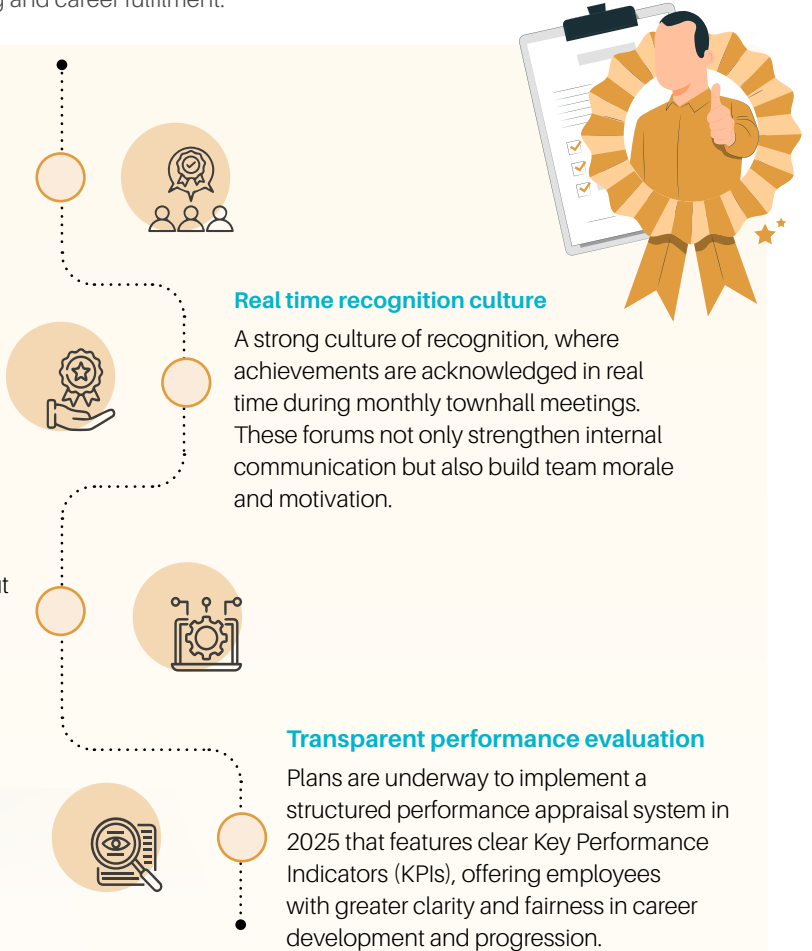 and career fulfilment.
Real time recognition culture
A strong culture of recognition, where
achievements are acknowledged in real
time during monthly townhall meetings.
These forums not only strengthen internal
communication but also build team morale
and motivation.
Transparent performance evaluation
Plans are underway to implement a
structured performance appraisal system in
2025 that features clear Key Performance
Indicators (KPIs), offering employees
with greater clarity and fairness in career
development and progression.